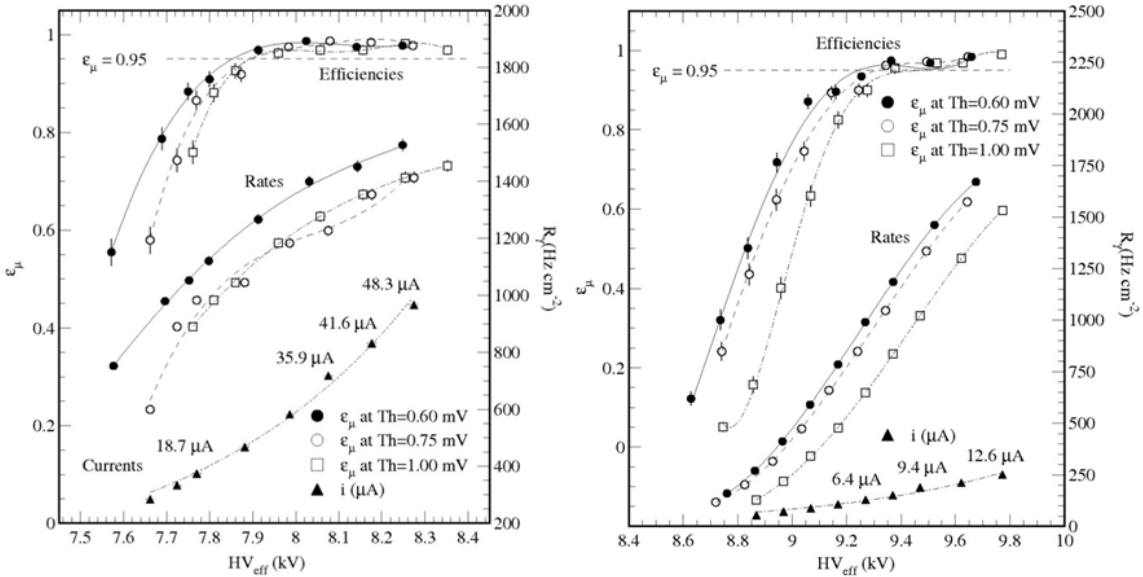 ε_μ = 0.95
Efficiencies
Rates
48.3 μA
41.6 μA
35.9 μA
18.7 μA
Currents
ε_μ at Th=0.60 mV
ε_μ at Th=0.75 mV
ε_μ at Th=1.00 mV
i (μA)
1
0.8
0.6
0.4
0.2
0
ε_μ
2000
1800
1600
1400
1200
1000
800
600
400
200
R_γ(Hz cm⁻²)
7.5 7.6 7.7 7.8 7.9 8 8.1 8.2 8.3 8.4
HV_eff (kV)
Efficiencies
ε_μ = 0.95
ε_μ at Th=0.60 mV
ε_μ at Th=0.75 mV
ε_μ at Th=1.00 mV
Rates
i (μA)
6.4 μA
9.4 μA
12.6 μA
1
0.8
0.6
0.4
0.2
0
ε_μ
2500
2250
2000
1750
1500
1250
1000
750
500
250
0
R_γ(Hz cm⁻²)
8.4 8.6 8.8 9 9.2 9.4 9.6 9.8 10
HV_eff (kV)